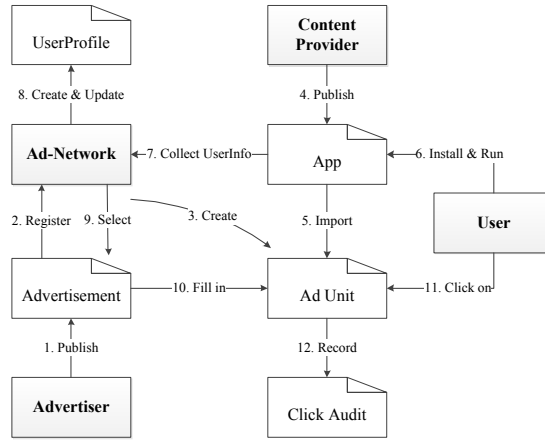 UserProfile
Content
Provider
8. Create & Update
4. Publish
Ad-Network
7. Collect UserInfo
App
6. Install & Run
2. Register
9. Select
3. Create
5. Import
User
Advertisement
10. Fill in
Ad Unit
11. Click on
1. Publish
12. Record
Advertiser
Click Audit